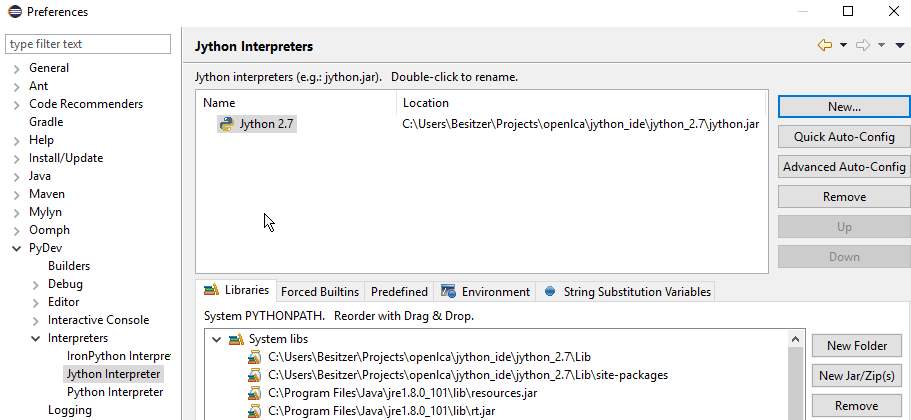 Preferences
type filter text
General
Ant
Code Recommenders
Gradle
Help
Install/Update
Java
Maven
Mylyn
Oomph
PyDev
Builders
Debug
Editor
Interactive Console
Interpreters
IronPython Interpre
Jython Interpreter
Python Interpreter
Logging
Jython Interpreters
Jython interpreters (e.g.: jython.jar). Double-click to rename.
Name Location
Jython 2.7 C:\Users\Besitzer\Projects\openlca\jython_ide\jython_2.7\jython.jar
New...
Quick Auto-Config
Advanced Auto-Config
Remove
Up
Down
Libraries Forced Builtins Predefined Environment String Substitution Variables
System PYTHONPATH. Reorder with Drag & Drop.
System libs
C:\Users\Besitzer\Projects\openlca\jython_ide\jython_2.7\Lib
C:\Users\Besitzer\Projects\openlca\jython_ide\jython_2.7\Lib\site-packages
C:\Program Files\Java\jre1.8.0_101\lib\resources.jar
C:\Program Files\Java\jre1.8.0_101\lib\rt.jar
New Folder
New Jar/Zip(s)
Remove